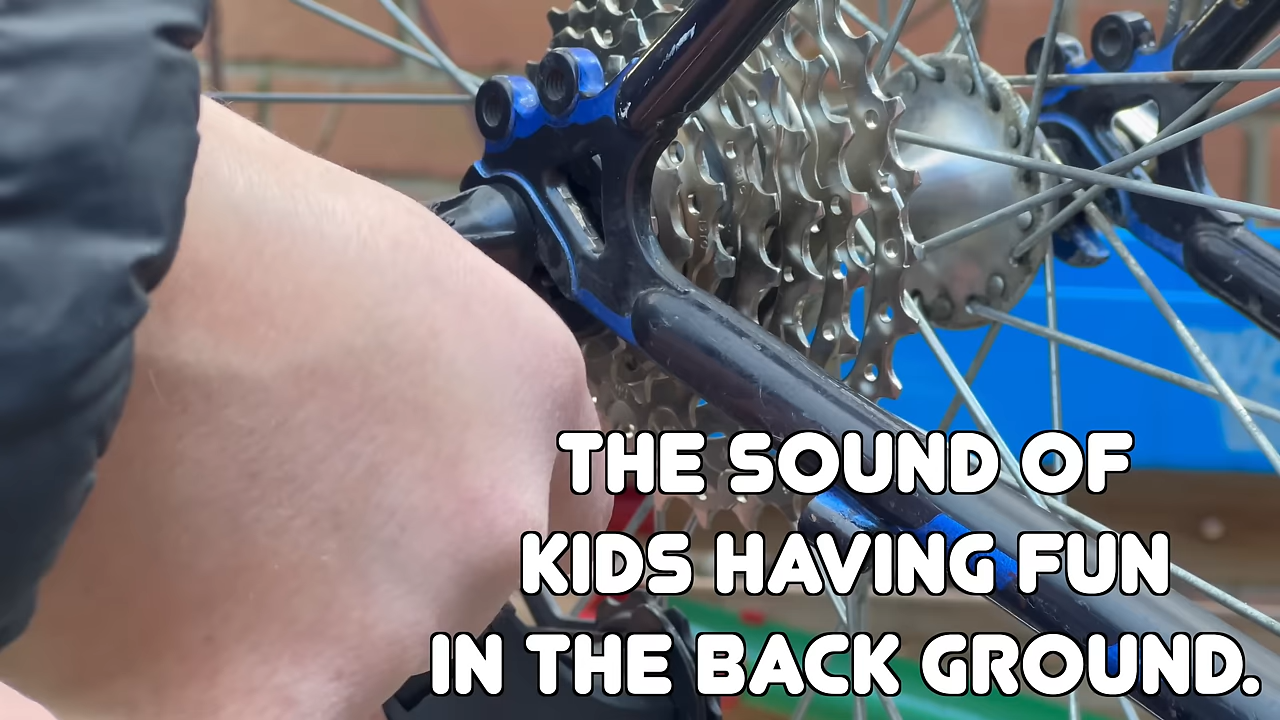 THE SOUND OF
KIDS HAVING FUN
IN THE BACK GROUND.